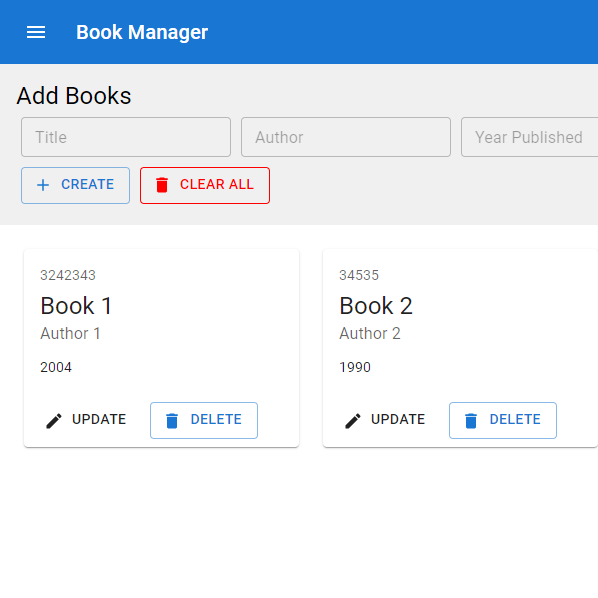 Book Manager
Add Books
Title Author Year Published
CREATE CLEAR ALL
3242343
Book 1
Author 1
2004
UPDATE DELETE
34535
Book 2
Author 2
1990
UPDATE DELETE